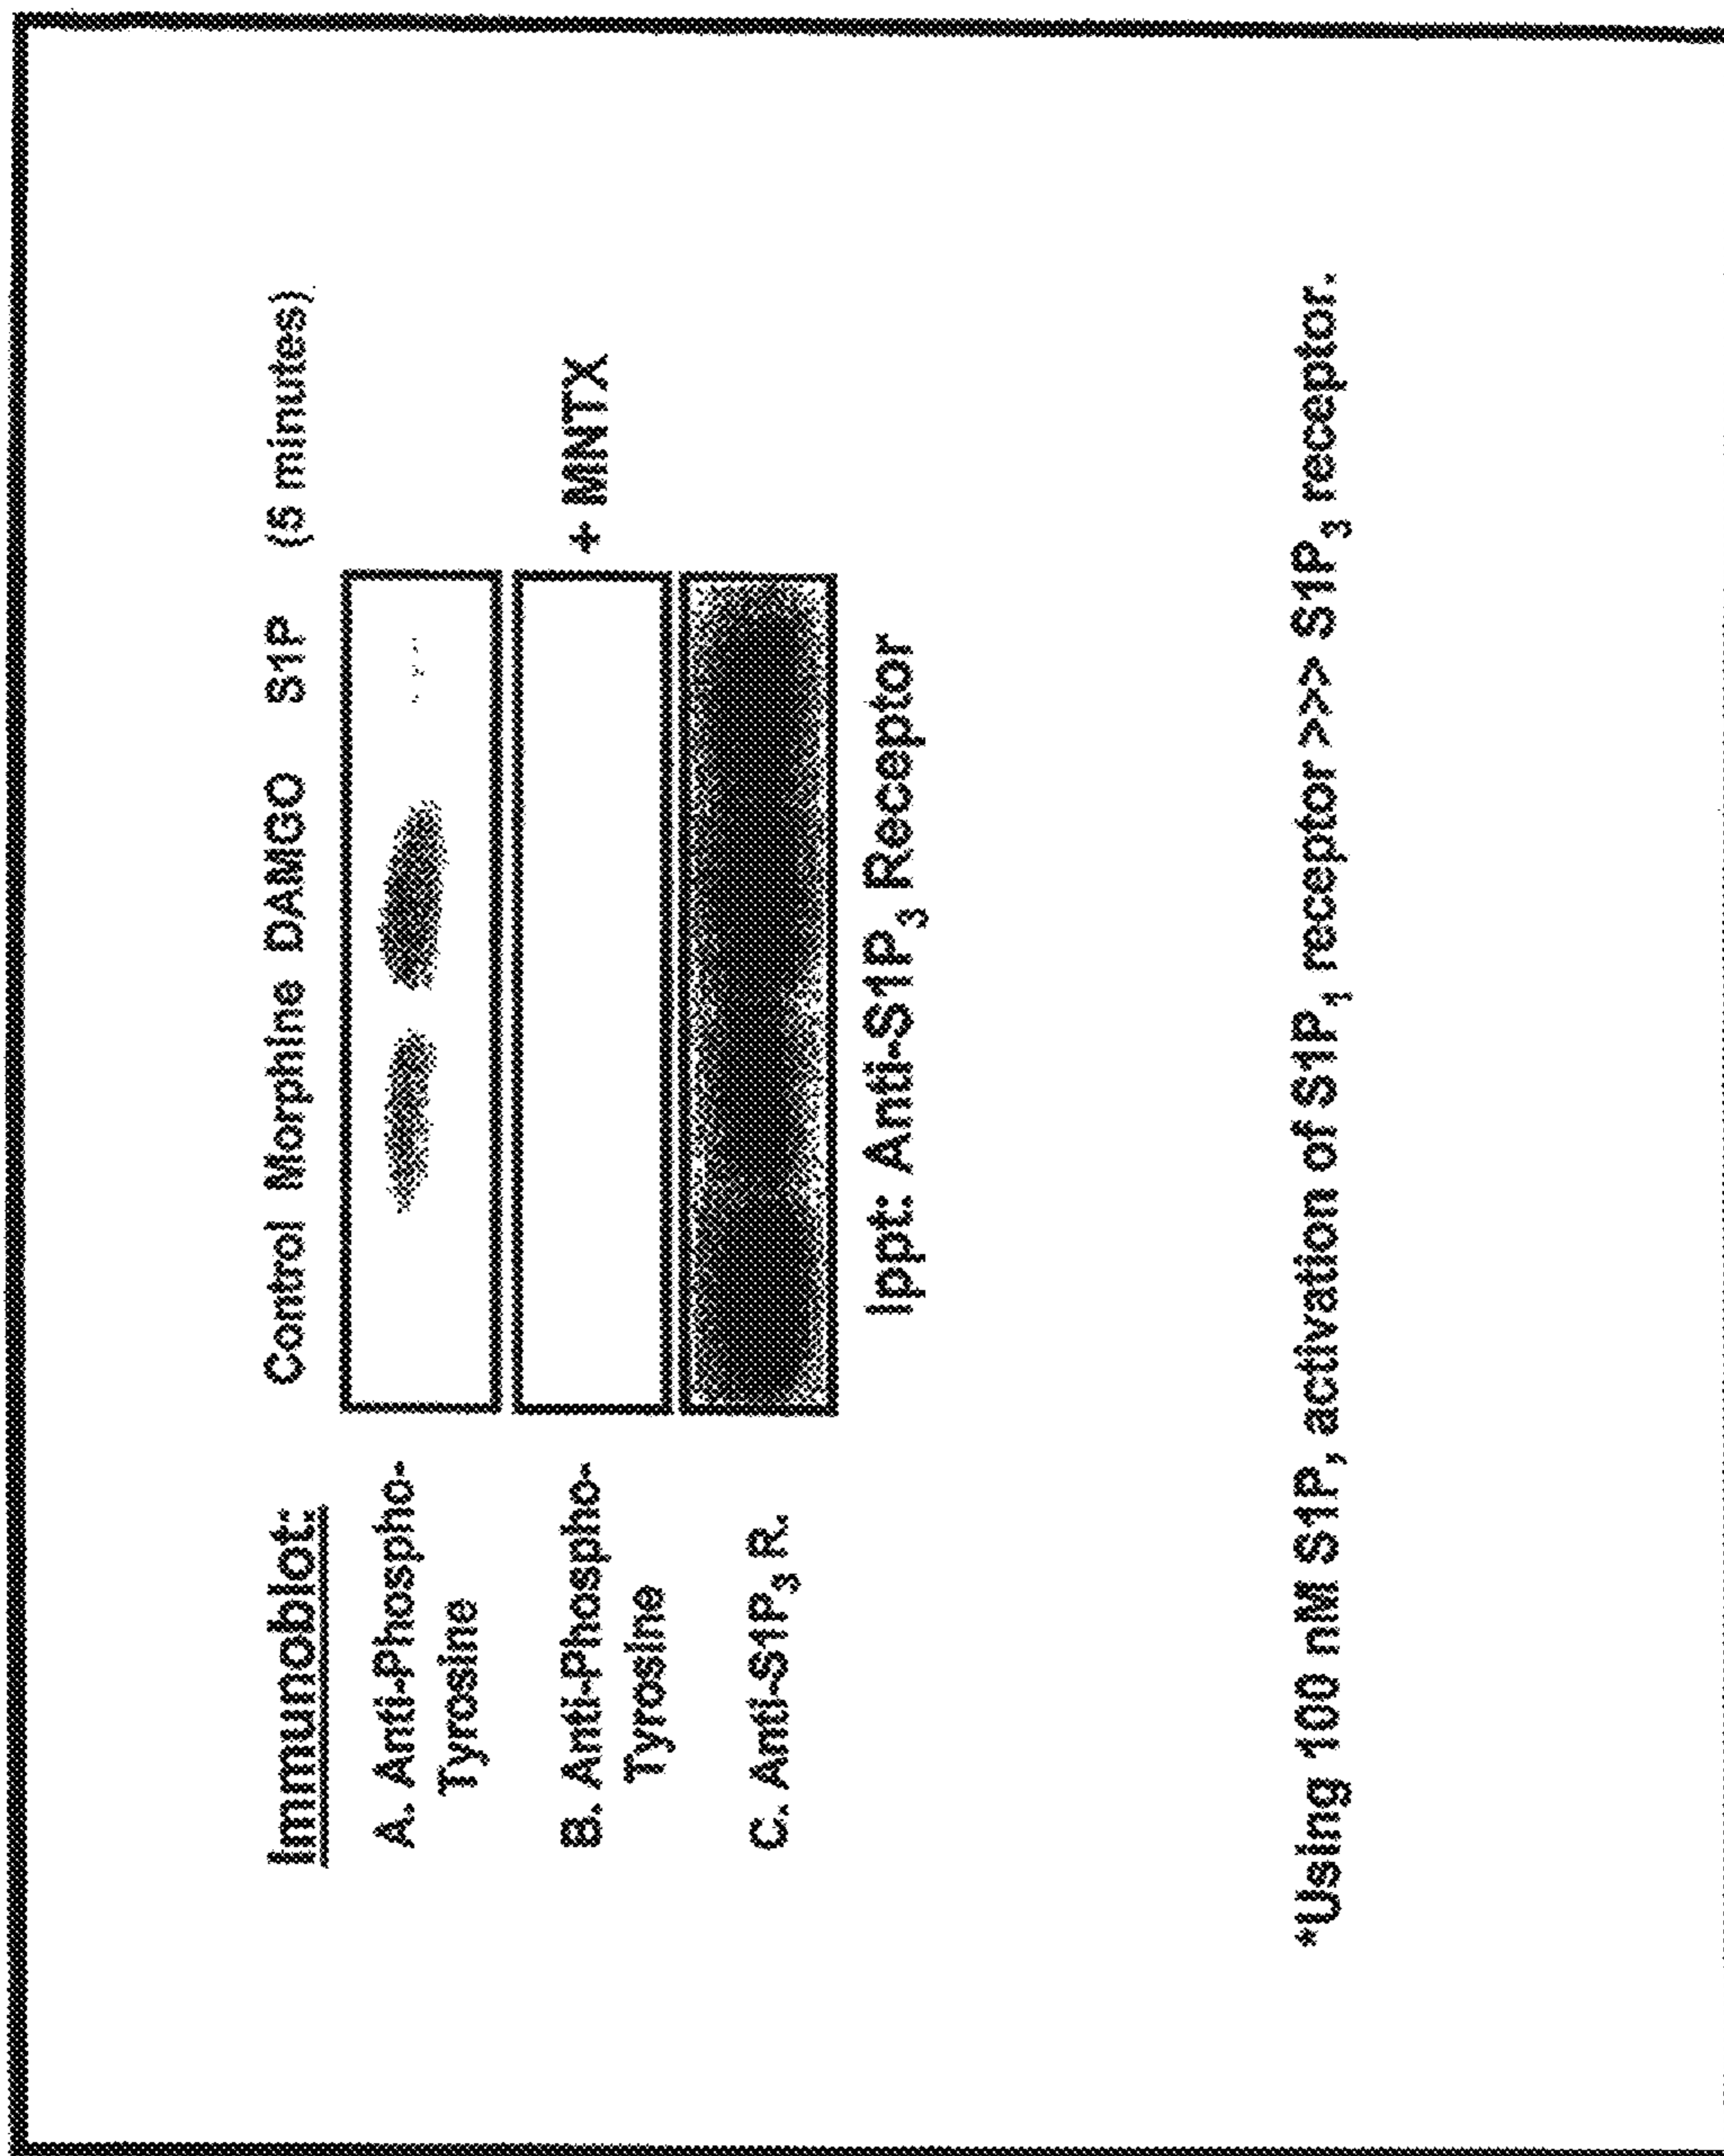 Immunoblot: Control Morphine DAMGO S1P (5 minutes)
A. Anti-Phospho-
Tyrosine
B. Anti-Phospho-
Tyrosine
+ MNTX
C. Anti-S1P₃ R.
Ippt: Anti-S1P₃ Receptor
*Using 100 nM S1P, activation of S1P₁ receptor >>> S1P₃ receptor.